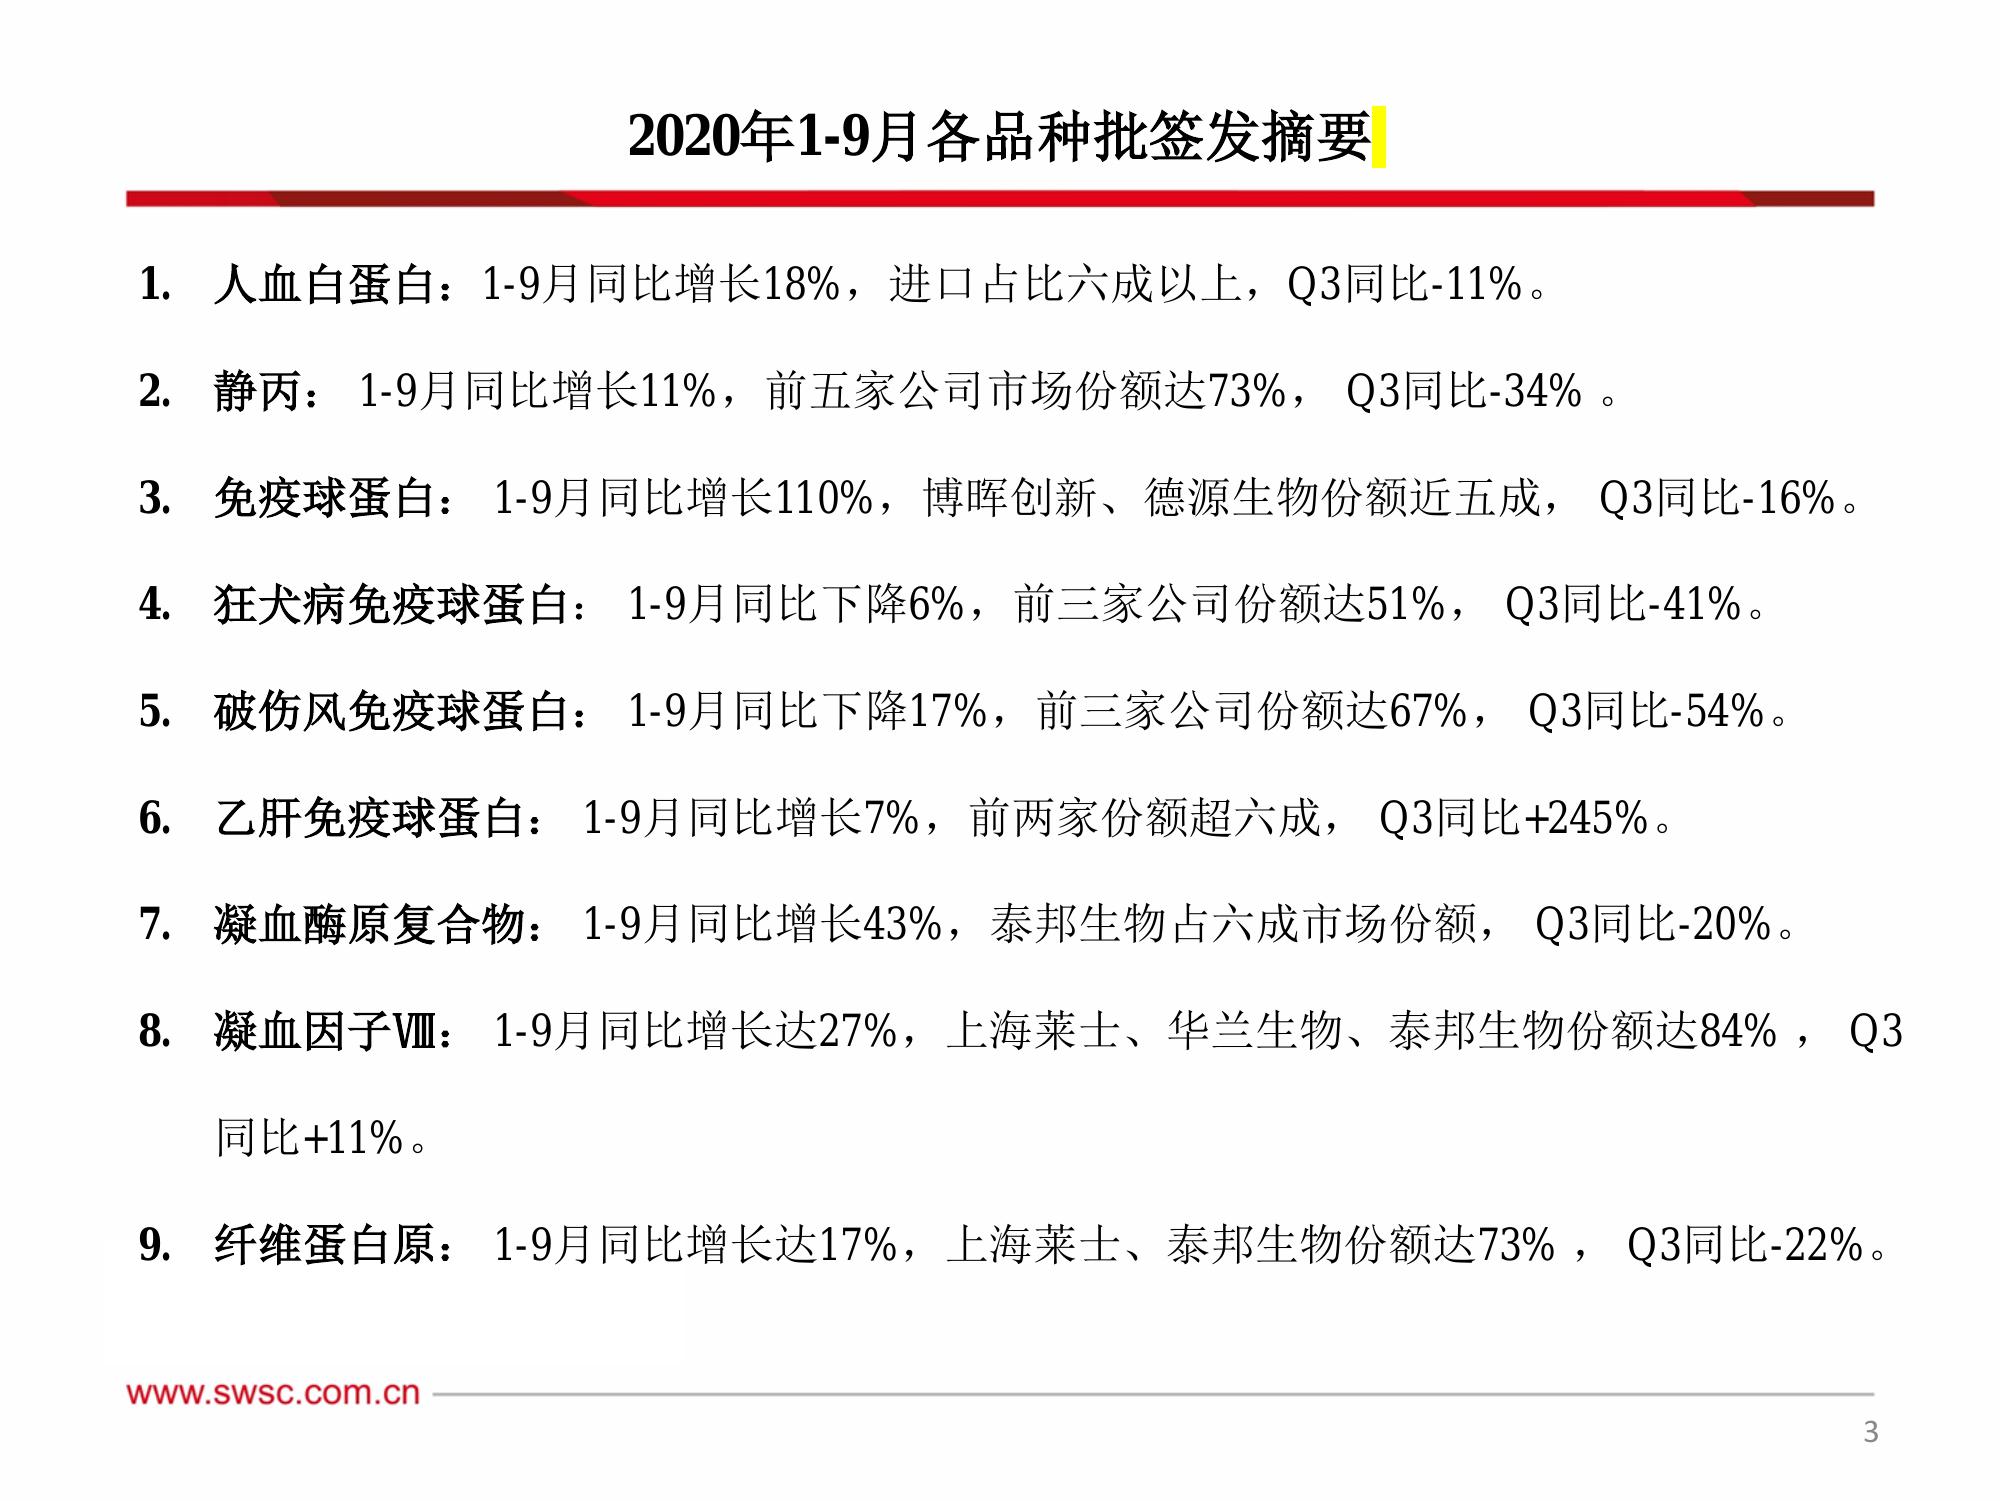 2020年1-9月各品种批签发摘要
1. 人血白蛋白：1-9月同比增长18%，进口占比六成以上，Q3同比-11%。
2. 静丙： 1-9月同比增长11%，前五家公司市场份额达73%， Q3同比-34% 。
3. 免疫球蛋白： 1-9月同比增长110%，博晖创新、德源生物份额近五成， Q3同比-16%。
4. 狂犬病免疫球蛋白： 1-9月同比下降6%，前三家公司份额达51%， Q3同比-41%。
5. 破伤风免疫球蛋白： 1-9月同比下降17%，前三家公司份额达67%， Q3同比-54%。
6. 乙肝免疫球蛋白： 1-9月同比增长7%，前两家份额超六成， Q3同比+245%。
7. 凝血酶原复合物： 1-9月同比增长43%，泰邦生物占六成市场份额， Q3同比-20%。
8. 凝血因子Ⅷ： 1-9月同比增长达27%，上海莱士、华兰生物、泰邦生物份额达84% ， Q3
同比+11%。
9. 纤维蛋白原： 1-9月同比增长达17%，上海莱士、泰邦生物份额达73% ， Q3同比-22%。
www.swsc.com.cn
3